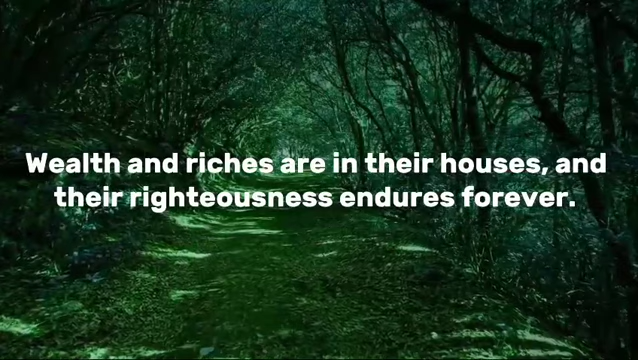 Wealth and riches are in their houses, and
their righteousness endures forever.